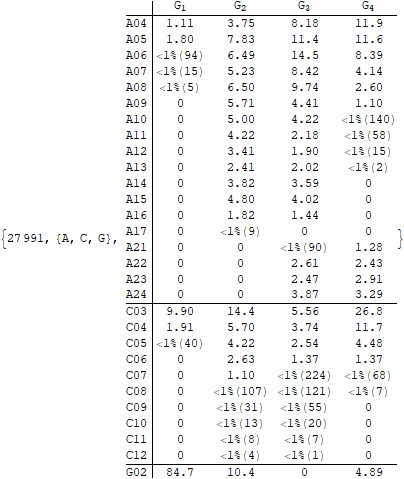 G1 G2 G3 G4
A04 1.11 3.75 8.18 11.9
A05 1.80 7.83 11.4 11.6
A06 <1%(94) 6.49 14.5 8.39
A07 <1%(15) 5.23 8.42 4.14
A08 <1%(5) 6.50 9.74 2.60
A09 0 5.71 4.41 1.10
A10 0 5.00 4.22 <1%(140)
A11 0 4.22 2.18 <1%(58)
A12 0 3.41 1.90 <1%(15)
A13 0 2.41 2.02 <1%(2)
A14 0 3.82 3.59 0
A15 0 4.80 4.02 0
A16 0 1.82 1.44 0
A17 0 <1%(9) 0 0
{27991, {A, C, G}, A21 0 0 <1%(90) 1.28 }
A22 0 0 2.61 2.43
A23 0 0 2.47 2.91
A24 0 0 3.87 3.29
C03 9.90 14.4 5.56 26.8
C04 1.91 5.70 3.74 11.7
C05 <1%(40) 4.22 2.54 4.48
C06 0 2.63 1.37 1.37
C07 0 1.10 <1%(224) <1%(68)
C08 0 <1%(107) <1%(121) <1%(7)
C09 0 <1%(31) <1%(55) 0
C10 0 <1%(13) <1%(20) 0
C11 0 <1%(8) <1%(7) 0
C12 0 <1%(4) <1%(1) 0
G02 84.7 10.4 0 4.89